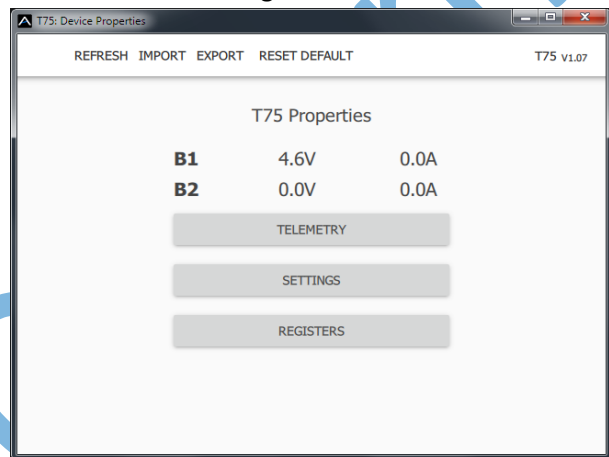 T75: Device Properties
REFRESH IMPORT EXPORT RESET DEFAULT T75 V1.07
T75 Properties
B1 4.6V 0.0A
B2 0.0V 0.0A
TELEMETRY
SETTINGS
REGISTERS